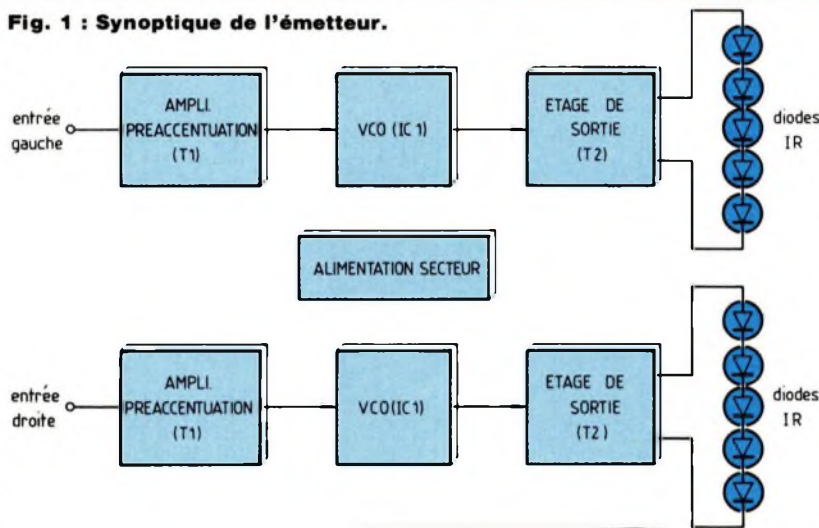 Fig. 1 : Synoptique de l'émetteur.
entrée
gauche
AMPLI.
PREACCENTUATION
(T1)
VCO (IC 1)
ETAGE DE
SORTIE
(T2)
diodes
IR
ALIMENTATION SECTEUR
entrée
droite
AMPLI.
PREACCENTUATION
(T1)
VCO(IC1)
ETAGE DE
SORTIE
(T2)
diodes
IR